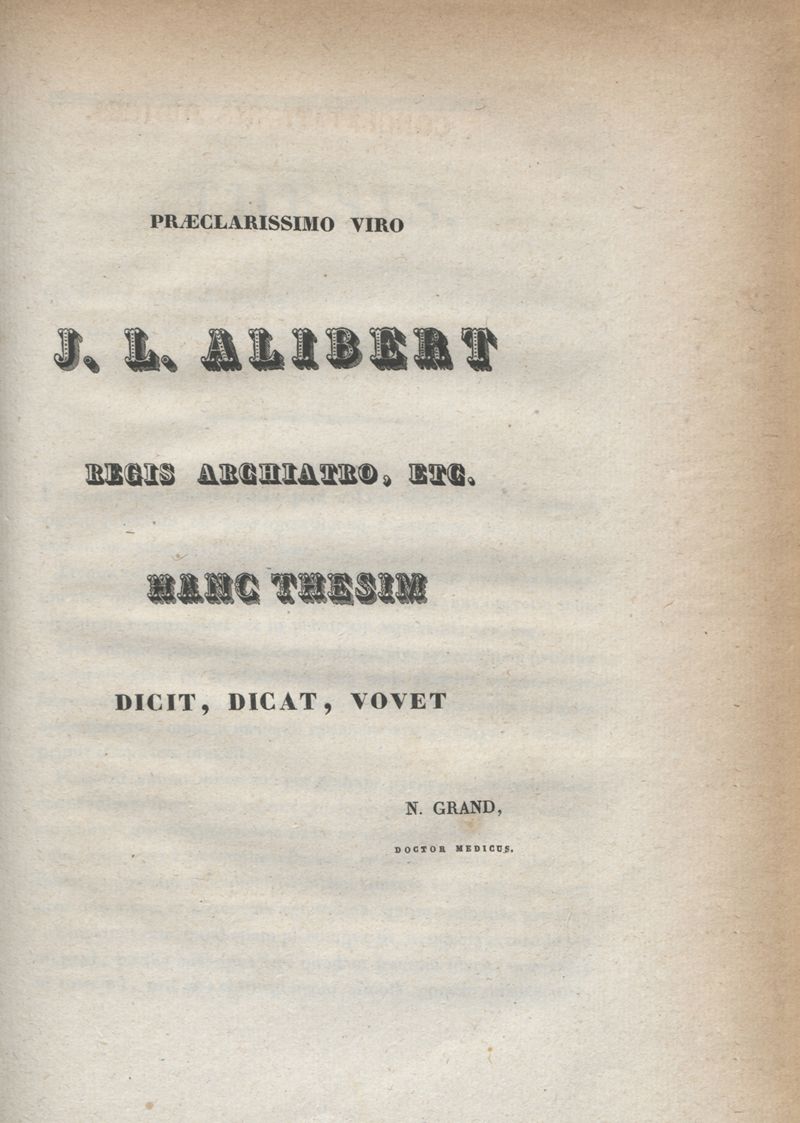 PRÆCLARISSIMO VIRO
J. L. ALIBERT
REGIS ARCHIATRO, ETC.
HANC THESIM
DICIT, DICAT, VOVET
N. GRAND,
DOCTOR MEDICUS.